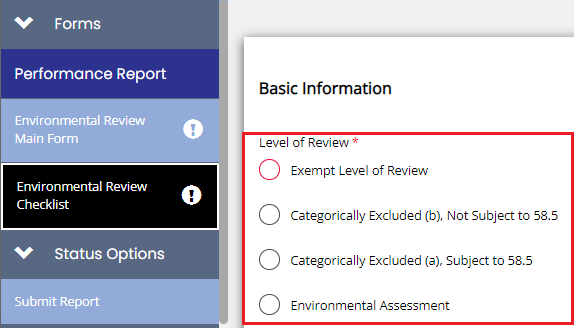 Forms
Performance Report
Environmental Review
Main Form
Environmental Review
Checklist
Status Options
Submit Report
Basic Information
Level of Review *
Exempt Level of Review
Categorically Excluded (b), Not Subject to 58.5
Categorically Excluded (a), Subject to 58.5
Environmental Assessment